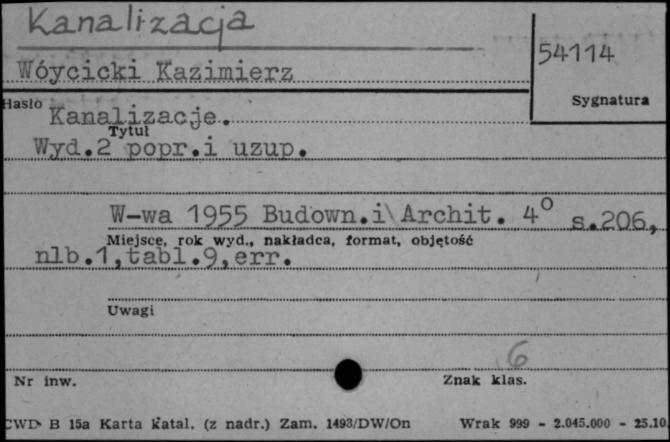 Kanalizacja
54114
Wóycicki Kazimierz
Sygnatura
Hasło
Kanalizacje.
Tytuł
Wyd.2 popr.i uzup.
W-wa 1955 Budown.i Archit. 4° s.206,
Miejsce, rok wyd., nakładca, format, objętość
nlb.1,tabl.9,err.
Uwagi
6
Nr inw.
Znak klas.
CWD B 15a Karta katal. (z nadr.) Zam. 1493/DW/On Wrak 999 - 2.045.000 - 25.10